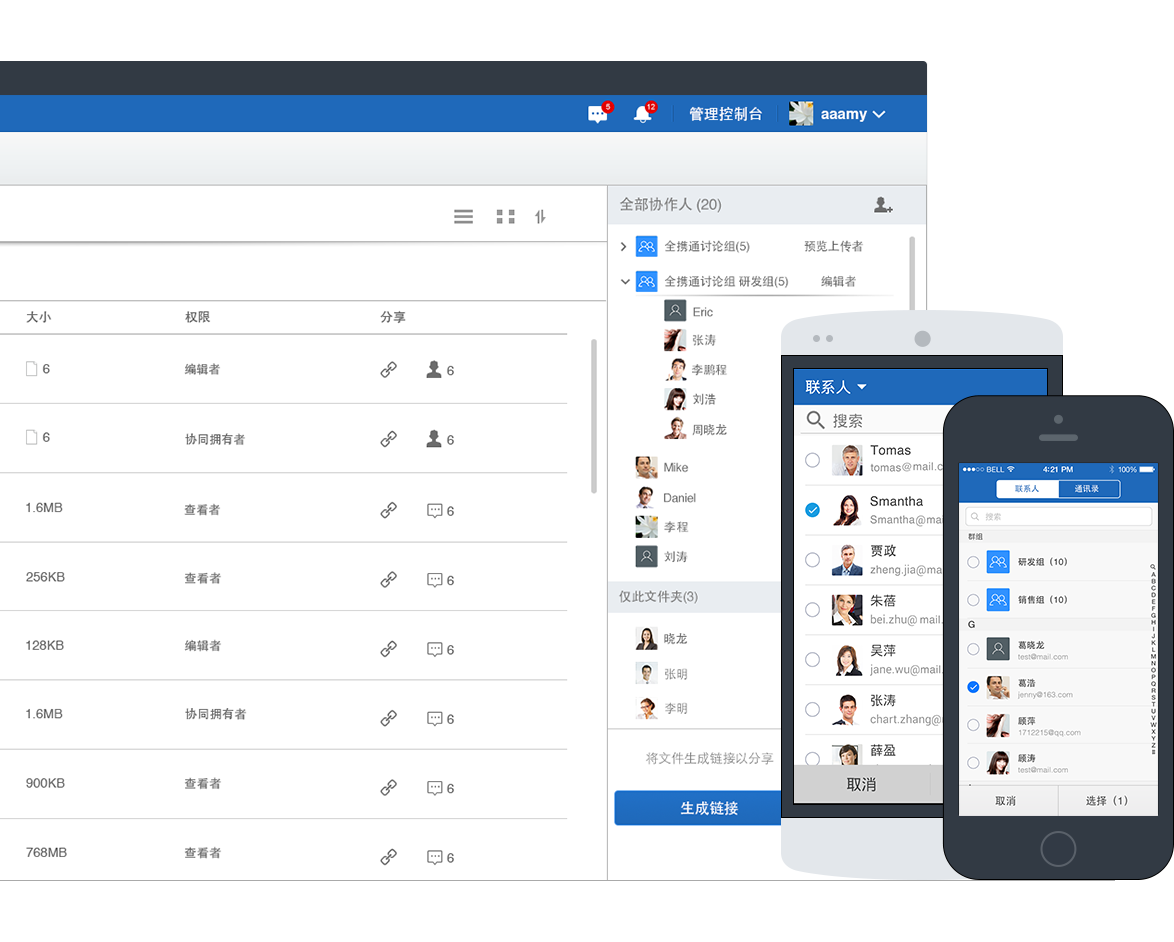 5
12
管理控制台
aaamy
全部协作人 (20)
全携通讨论组(5) 预览上传者
全携通讨论组 研发组(5) 编辑者
Eric
张涛
李鹏程
刘浩
周晓龙
Mike
Daniel
李程
刘涛
仅此文件夹(3)
晓龙
张明
李明
将文件生成链接以分享
生成链接
大小 权限 分享
6 编辑者 6
6 协同拥有者 6
1.6MB 查看者 6
256KB 查看者 6
128KB 编辑者 6
1.6MB 协同拥有者 6
900KB 查看者 6
768MB 查看者 6
联系人
搜索
Tomas
tomas@mail.c
Smantha
Smantha@mai
贾政
zheng.jia@ma
朱蓓
bei.zhu@ mail.
吴萍
jane.wu@mail.
张涛
chart.zhang@
薛盈
取消
BELL 4:21 PM 100%
联系人 通讯录
搜索
群组
研发组（10）
销售组（10）
G
葛晓龙
test@mail.com
葛浩
jenny@163.com
顾萍
1712215@qq.com
顾涛
test@mail.com
A
B
C
D
E
F
G
H
I
J
K
L
M
N
O
P
Q
R
S
T
U
V
W
X
Y
Z
#
取消 选择（1）